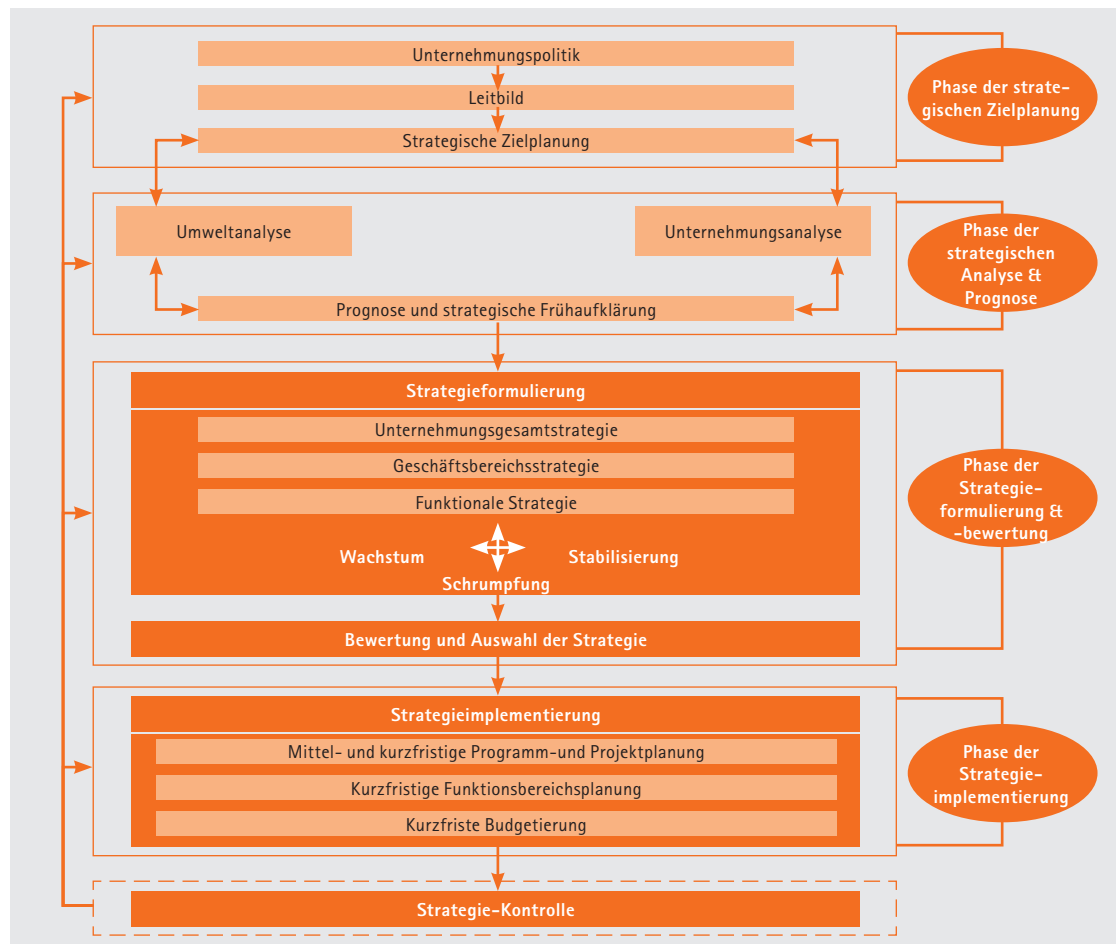 Unternehmungspolitik
Leitbild
Strategische Zielplanung
Phase der strate-
gischen Zielplanung
Umweltanalyse
Unternehmungsanalyse
Prognose und strategische Frühaufklärung
Phase der
strategischen
Analyse &
Prognose
Strategieformulierung
Unternehmungsgesamtstrategie
Geschäftsbereichsstrategie
Funktionale Strategie
Wachstum
Stabilisierung
Schrumpfung
Bewertung und Auswahl der Strategie
Phase der
Strategie-
formulierung &
-bewertung
Strategieimplementierung
Mittel- und kurzfristige Programm-und Projektplanung
Kurzfristige Funktionsbereichsplanung
Kurzfriste Budgetierung
Phase der
Strategie-
implementierung
Strategie-Kontrolle